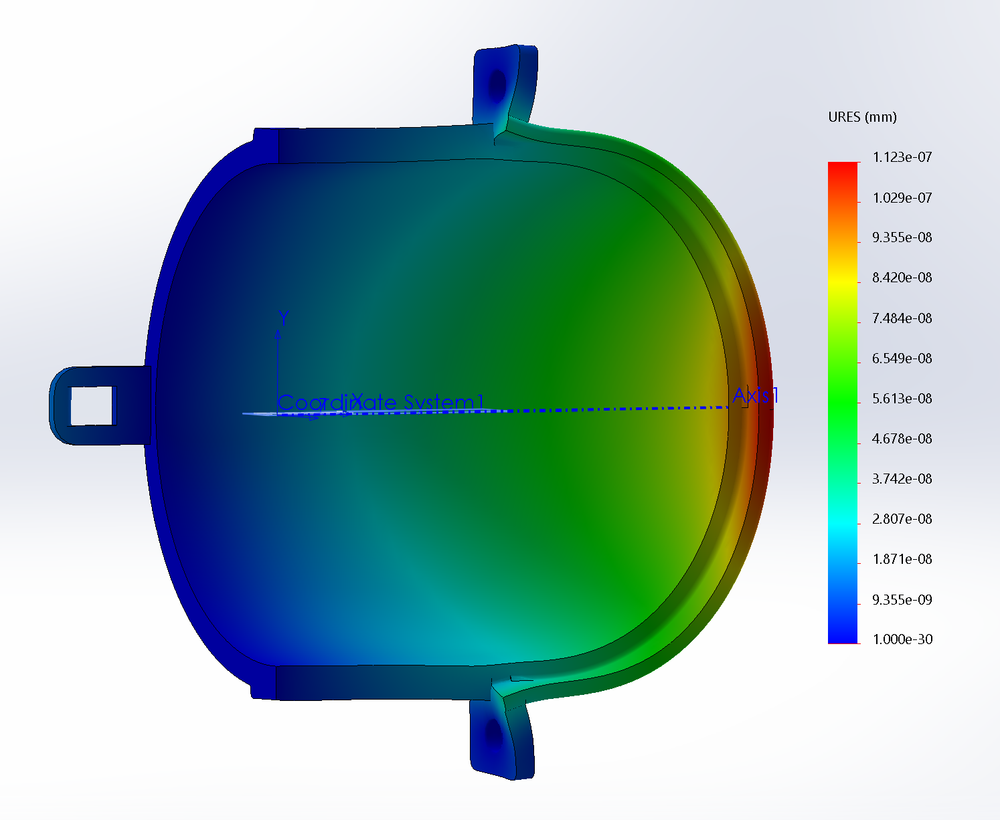 URES (mm)
1.123e-07
1.029e-07
9.355e-08
8.420e-08
7.484e-08
6.549e-08
5.613e-08
4.678e-08
3.742e-08
2.807e-08
1.871e-08
9.355e-09
1.000e-30
Y
Axis1
Coordinate System1
Z
X